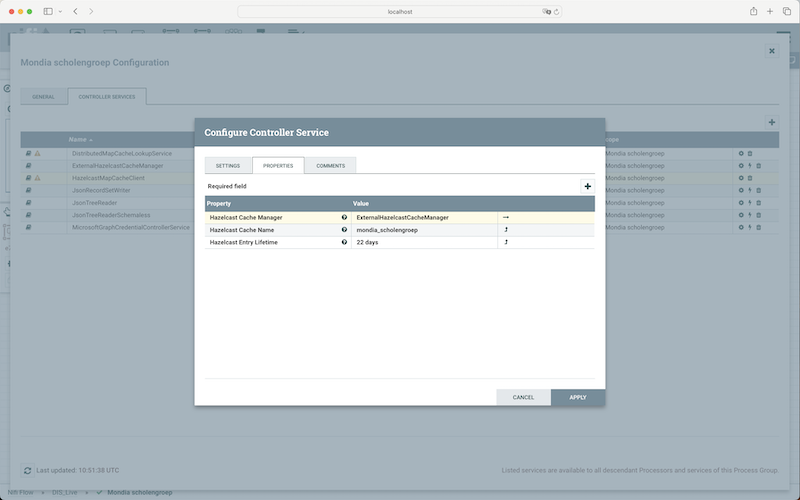 localhost
Mondia scholengroep Configuration
GENERAL
CONTROLLER SERVICES
Name
DistributedMapCacheLookupService Mondia scholengroep
ExternalHazelcastCacheManager Mondia scholengroep
HazelcastMapCacheClient Mondia scholengroep
JsonRecordSetWriter Mondia scholengroep
JsonTreeReader Mondia scholengroep
JsonTreeReaderSchemaless Mondia scholengroep
MicrosoftGraphCredentialControllerService Mondia scholengroep
Configure Controller Service
SETTINGS
PROPERTIES
COMMENTS
Required field
Property Value
Hazelcast Cache Manager ExternalHazelcastCacheManager
Hazelcast Cache Name mondia_scholengroep
Hazelcast Entry Lifetime 22 days
CANCEL
APPLY
Last updated: 10:51:38 UTC
Listed services are available to all descendant Processors and services of this Process Group.
Nifi Flow DIS_Live Mondia scholengroep